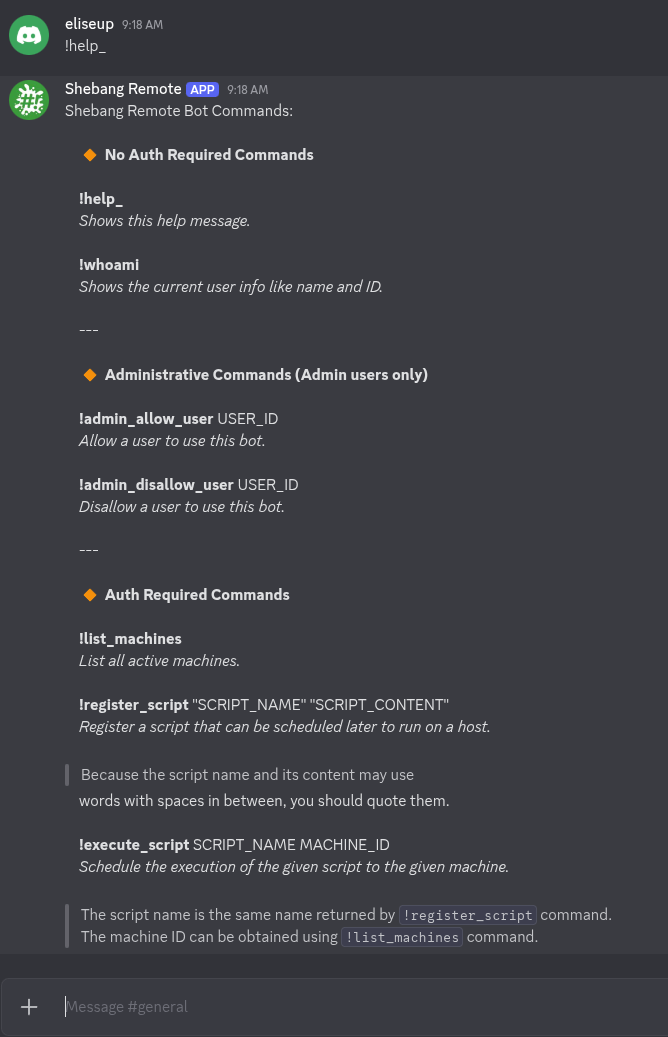 eliseup 9:18 AM
!help_
Shebang Remote APP 9:18 AM
Shebang Remote Bot Commands:
No Auth Required Commands
!help_
Shows this help message.
!whoami
Shows the current user info like name and ID.
---
Administrative Commands (Admin users only)
!admin_allow_user USER_ID
Allow a user to use this bot.
!admin_disallow_user USER_ID
Disallow a user to use this bot.
---
Auth Required Commands
!list_machines
List all active machines.
!register_script "SCRIPT_NAME" "SCRIPT_CONTENT"
Register a script that can be scheduled later to run on a host.
Because the script name and its content may use
words with spaces in between, you should quote them.
!execute_script SCRIPT_NAME MACHINE_ID
Schedule the execution of the given script to the given machine.
The script name is the same name returned by !register_script command.
The machine ID can be obtained using !list_machines command.
Message #general